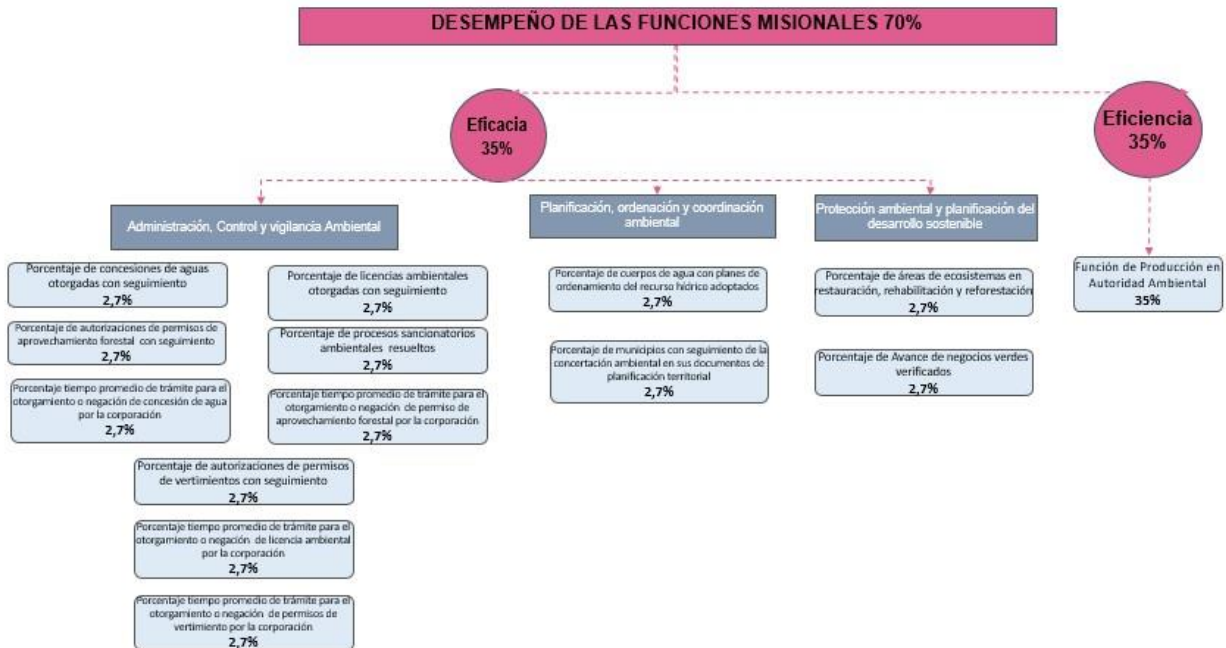 DESEMPEÑO DE LAS FUNCIONES MISIONALES 70%
Eficacia
35%
Eficiencia
35%
Administración, Control y vigilancia Ambiental
Planificación, ordenación y coordinación
ambiental
Protección ambiental y planificación del
desarrollo sostenible
Porcentaje de concesiones de aguas
otorgadas con seguimiento
2,7%
Porcentaje de autorizaciones de permisos de
aprovechamiento forestal con seguimiento
2,7%
Porcentaje tiempo promedio de trámite para el
otorgamiento o negación de concesión de agua
por la corporación
2,7%
Porcentaje de licencias ambientales
otorgadas con seguimiento
2,7%
Porcentaje de procesos sancionatorios
ambientales resueltos
2,7%
Porcentaje tiempo promedio de trámite para el
otorgamiento o negación de permiso de
aprovechamiento forestal por la corporación
2,7%
Porcentaje de autorizaciones de permisos
de vertimientos con seguimiento
2,7%
Porcentaje tiempo promedio de trámite para el
otorgamiento o negación de licencia ambiental
por la corporación
2,7%
Porcentaje tiempo promedio de trámite para el
otorgamiento o negación de permisos de
vertimiento por la corporación
2,7%
Porcentaje de cuerpos de agua con planes de
ordenamiento del recurso hídrico adoptados
2,7%
Porcentaje de municipios con seguimiento de la
concertación ambiental en sus documentos de
planificación territorial
2,7%
Porcentaje de áreas de ecosistemas en
restauración, rehabilitación y reforestación
2,7%
Porcentaje de Avance de negocios verdes
verificados
2,7%
Función de Producción en
Autoridad Ambiental
35%